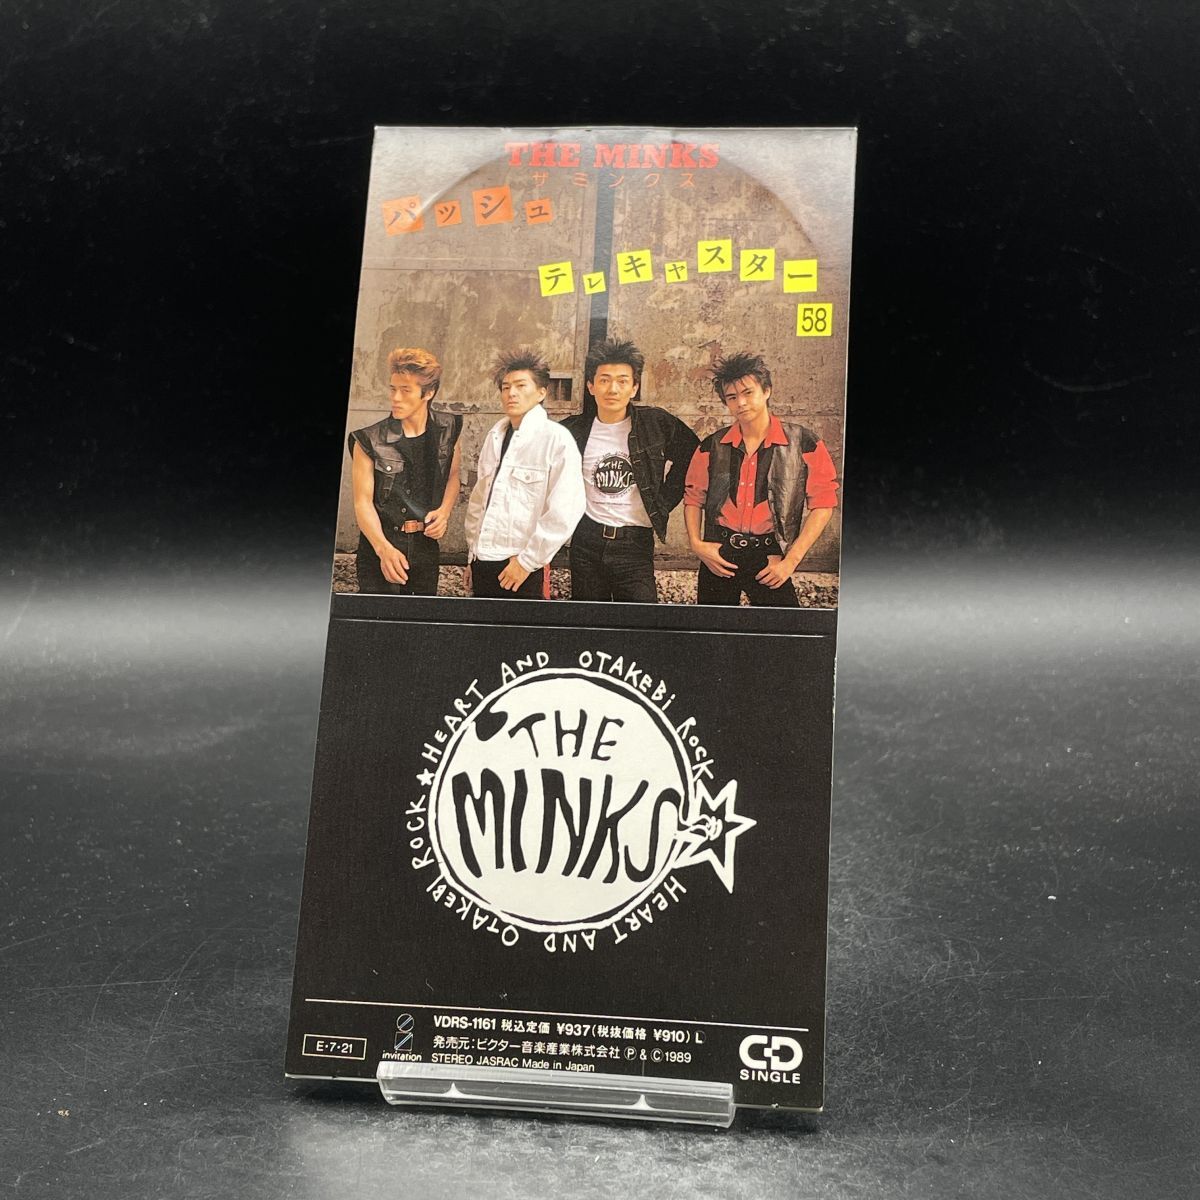 THE MINKS
ザ ミンクス
パッシュ
テレキャスター
58
THE
MINKS
HEART AND OTAKEBI ROCK
THE
MINKS
HEART AND OTAKEBI ROCK
E・7・21
invitation
VDRS-1161 税込定価 ¥937(税抜価格 ¥910) L
発売元:ビクター音楽産業株式会社 Ⓟ & Ⓒ 1989
STEREO JASRAC Made in Japan
CD
SINGLE